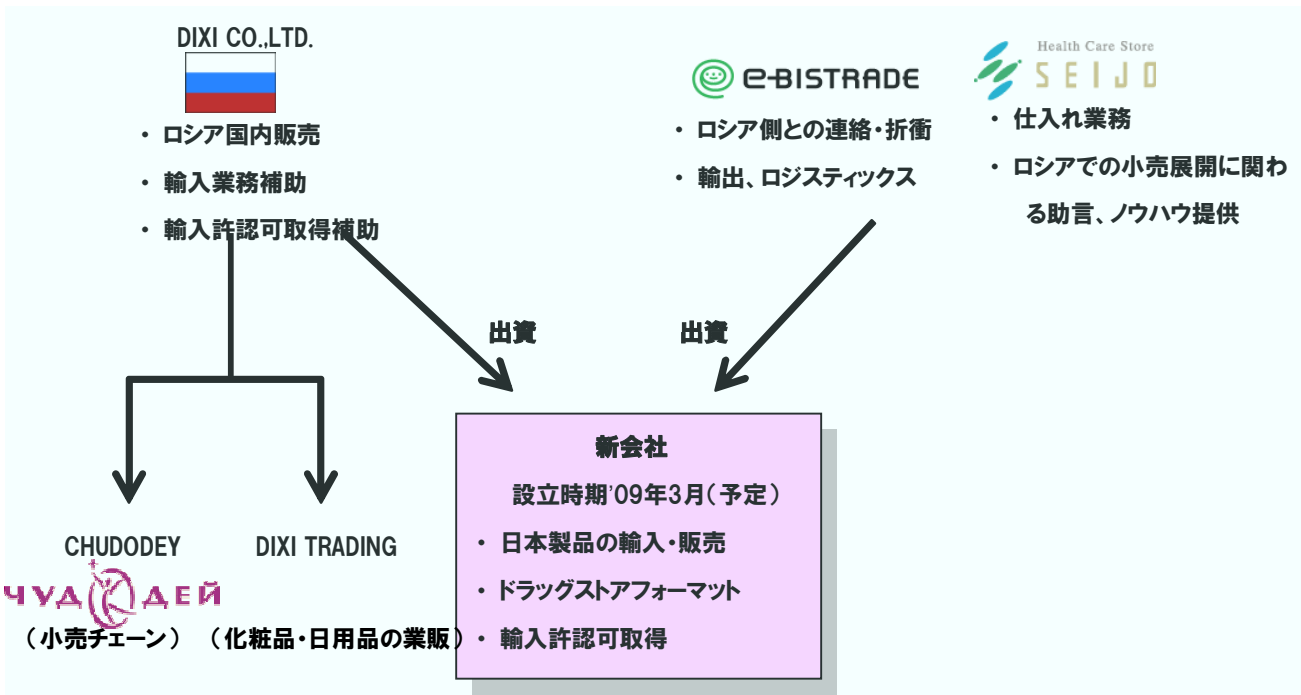 DIXI CO.,LTD.
・ ロシア国内販売
・ 輸入業務補助
・ 輸入許認可取得補助
e-BISTRADE
・ ロシア側との連絡・折衝
・ 輸出、ロジスティックス
Health Care Store
SEIJO
・ 仕入れ業務
・ ロシアでの小売展開に関わ
る助言、ノウハウ提供
出資
出資
CHUDODEY
ЧУДОДЕЙ
（小売チェーン）
DIXI TRADING
（化粧品・日用品の業販）
新会社
設立時期'09年3月（予定）
・ 日本製品の輸入・販売
・ ドラッグストアフォーマット
・ 輸入許認可取得